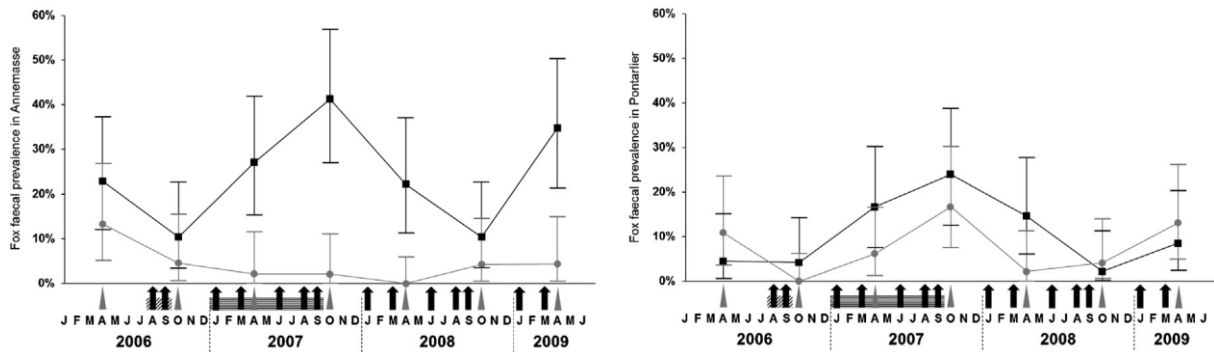 60%
50%
40%
30%
20%
10%
0%
Fox faecal prevalence in Annemasse
J F M A M J J A S O N D J F M A M J J A S O N D J F M A M J J A S O N D J F M A M J
2006 2007 2008 2009
60%
50%
40%
30%
20%
10%
0%
Fox faecal prevalence in Pontarlier
J F M A M J J A S O N D J F M A M J J A S O N D J F M A M J J A S O N D J F M A M J
2006 2007 2008 2009